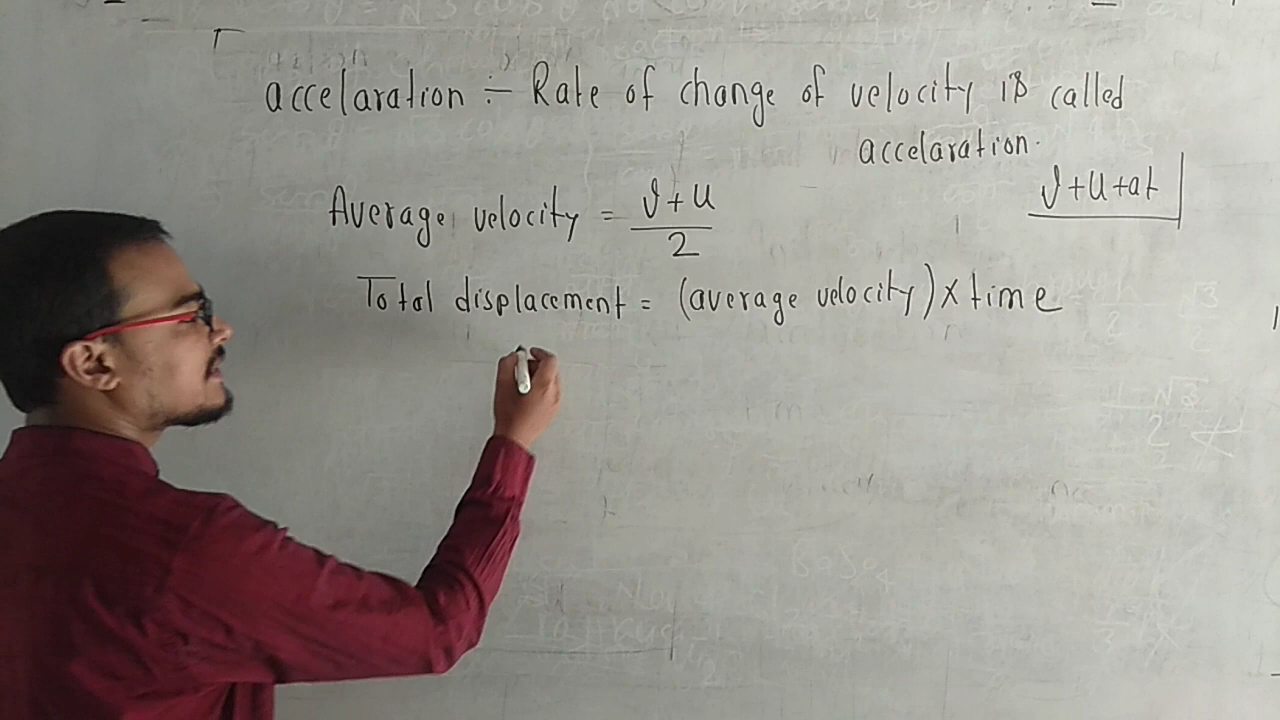 accelaration ÷ Rate of change of velocity is called
accelaration.
v+u+at
Average velocity = v+u
2
Total displacement = (average velocity) × time